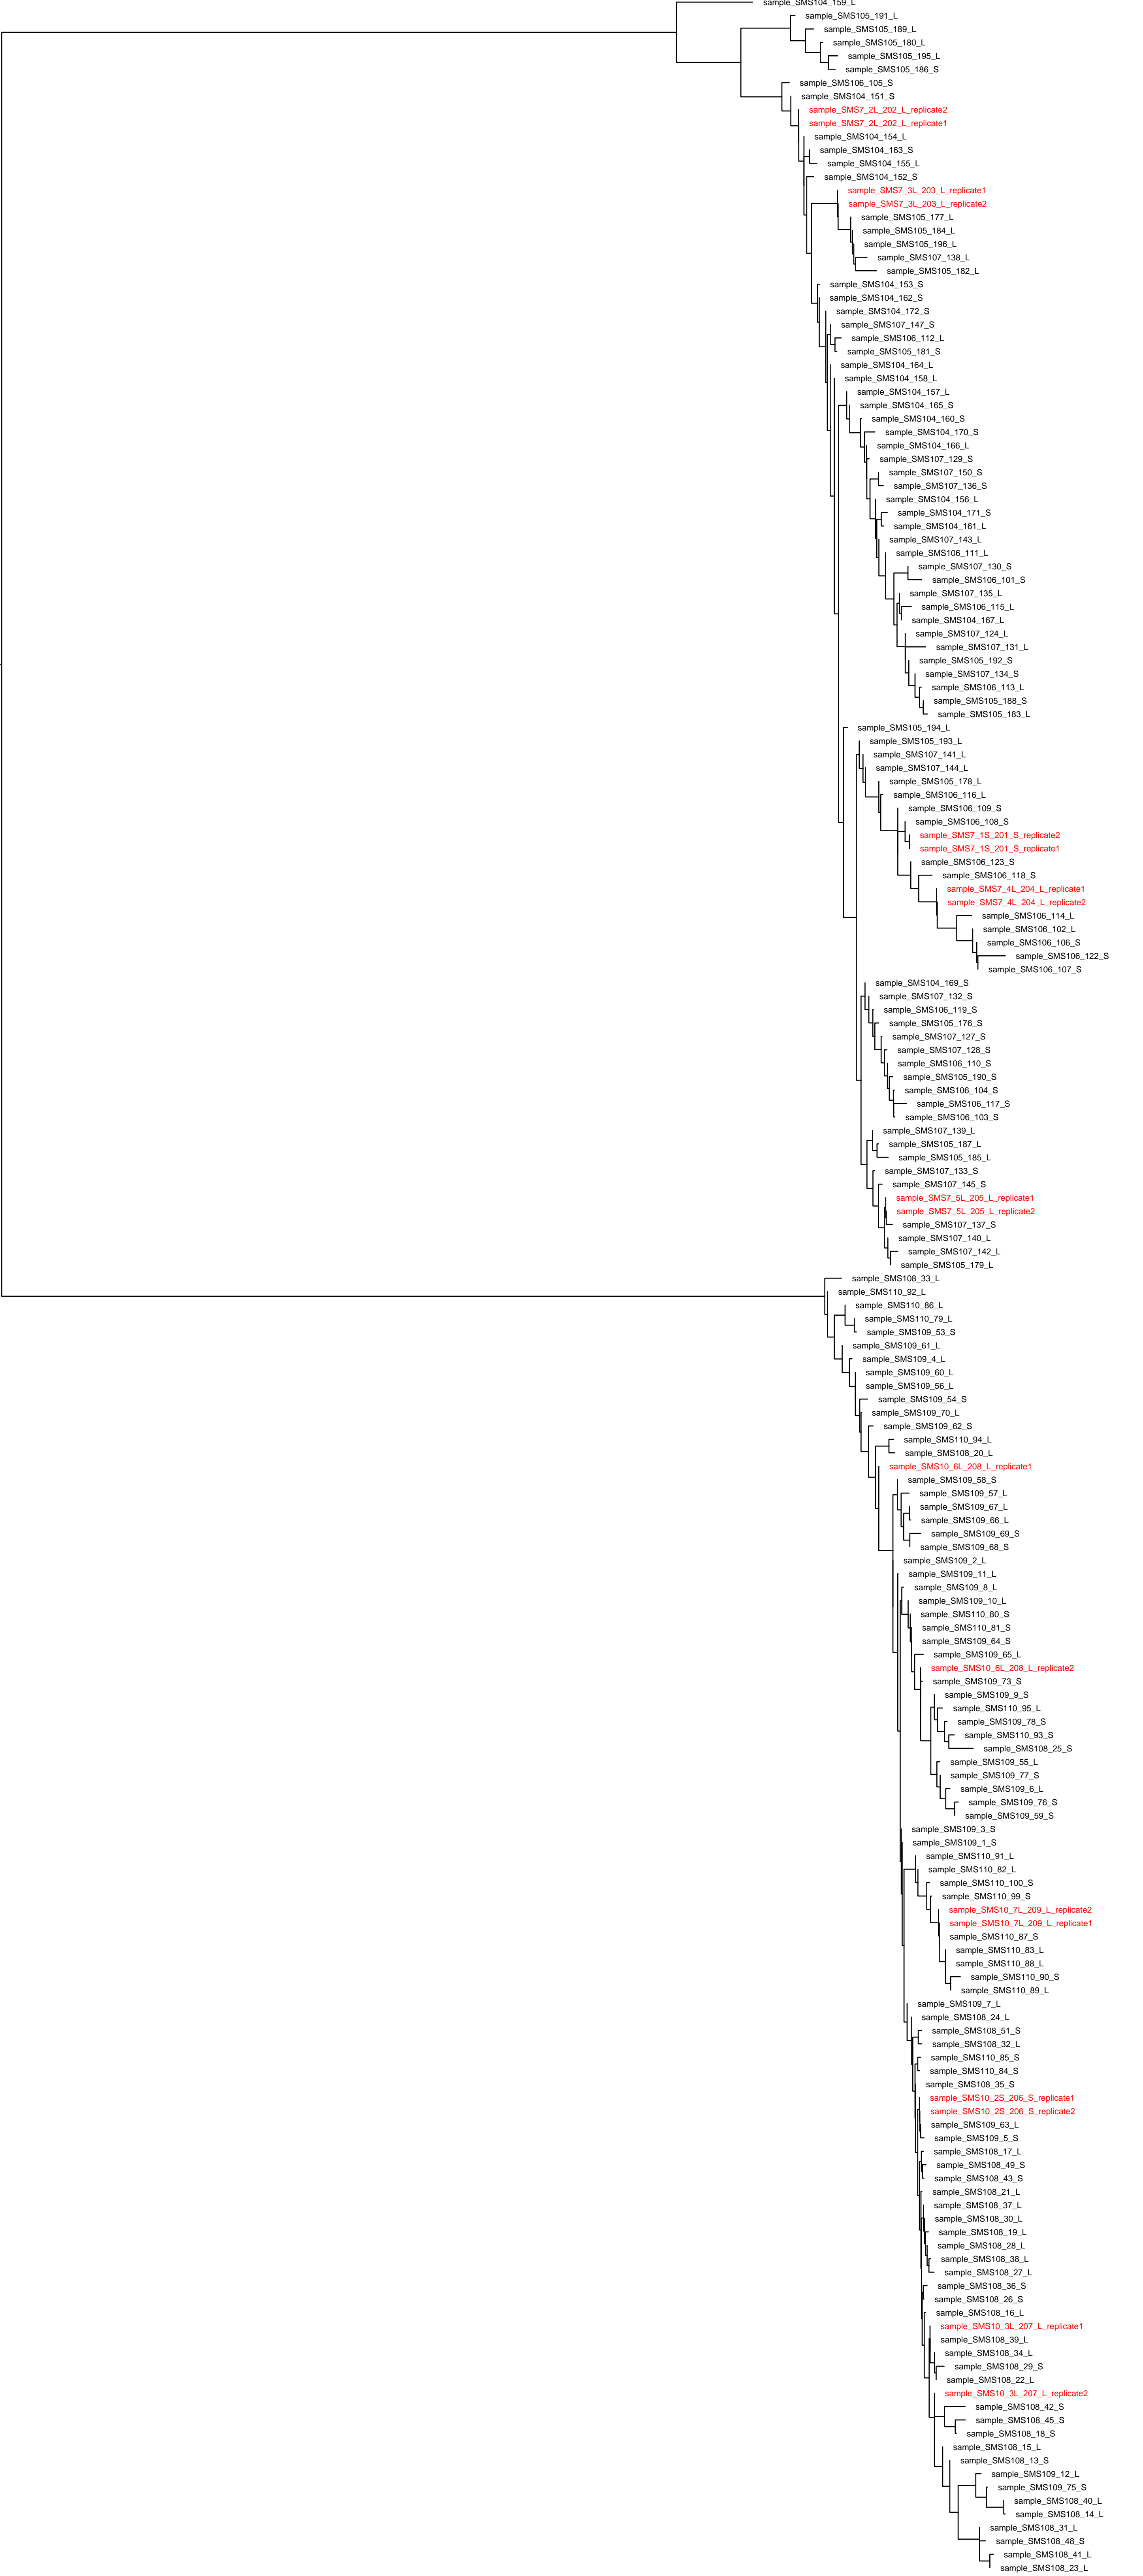 sample_SMS104_159_L
sample_SMS105_191_L
sample_SMS105_189_L
sample_SMS105_180_L
sample_SMS105_195_L
sample_SMS105_186_S
sample_SMS106_105_S
sample_SMS104_151_S
sample_SMS7_2L_202_L_replicate2
sample_SMS7_2L_202_L_replicate1
sample_SMS104_154_L
sample_SMS104_163_S
sample_SMS104_155_L
sample_SMS104_152_S
sample_SMS7_3L_203_L_replicate1
sample_SMS7_3L_203_L_replicate2
sample_SMS105_177_L
sample_SMS105_184_L
sample_SMS105_196_L
sample_SMS107_138_L
sample_SMS105_182_L
sample_SMS104_153_S
sample_SMS104_162_S
sample_SMS104_172_S
sample_SMS107_147_S
sample_SMS106_112_L
sample_SMS105_181_S
sample_SMS104_164_L
sample_SMS104_158_L
sample_SMS104_157_L
sample_SMS104_165_S
sample_SMS104_160_S
sample_SMS104_170_S
sample_SMS104_166_L
sample_SMS107_129_S
sample_SMS107_150_S
sample_SMS107_136_S
sample_SMS104_156_L
sample_SMS104_171_S
sample_SMS104_161_L
sample_SMS107_143_L
sample_SMS106_111_L
sample_SMS107_130_S
sample_SMS106_101_S
sample_SMS107_135_L
sample_SMS106_115_L
sample_SMS104_167_L
sample_SMS107_124_L
sample_SMS107_131_L
sample_SMS105_192_S
sample_SMS107_134_S
sample_SMS106_113_L
sample_SMS105_188_S
sample_SMS105_183_L
sample_SMS105_194_L
sample_SMS105_193_L
sample_SMS107_141_L
sample_SMS107_144_L
sample_SMS105_178_L
sample_SMS106_116_L
sample_SMS106_109_S
sample_SMS106_108_S
sample_SMS7_1S_201_S_replicate2
sample_SMS7_1S_201_S_replicate1
sample_SMS106_123_S
sample_SMS106_118_S
sample_SMS7_4L_204_L_replicate1
sample_SMS7_4L_204_L_replicate2
sample_SMS106_114_L
sample_SMS106_102_L
sample_SMS106_106_S
sample_SMS106_122_S
sample_SMS106_107_S
sample_SMS104_169_S
sample_SMS107_132_S
sample_SMS106_119_S
sample_SMS105_176_S
sample_SMS107_127_S
sample_SMS107_128_S
sample_SMS106_110_S
sample_SMS105_190_S
sample_SMS106_104_S
sample_SMS106_117_S
sample_SMS106_103_S
sample_SMS107_139_L
sample_SMS105_187_L
sample_SMS105_185_L
sample_SMS107_133_S
sample_SMS107_145_S
sample_SMS7_5L_205_L_replicate1
sample_SMS7_5L_205_L_replicate2
sample_SMS107_137_S
sample_SMS107_140_L
sample_SMS107_142_L
sample_SMS105_179_L
sample_SMS108_33_L
sample_SMS110_92_L
sample_SMS110_86_L
sample_SMS110_79_L
sample_SMS109_53_S
sample_SMS109_61_L
sample_SMS109_4_L
sample_SMS109_60_L
sample_SMS109_56_L
sample_SMS109_54_S
sample_SMS109_70_L
sample_SMS109_62_S
sample_SMS110_94_L
sample_SMS108_20_L
sample_SMS10_6L_208_L_replicate1
sample_SMS109_58_S
sample_SMS109_57_L
sample_SMS109_67_L
sample_SMS109_66_L
sample_SMS109_69_S
sample_SMS109_68_S
sample_SMS109_2_L
sample_SMS109_11_L
sample_SMS109_8_L
sample_SMS109_10_L
sample_SMS110_80_S
sample_SMS110_81_S
sample_SMS109_64_S
sample_SMS109_65_L
sample_SMS10_6L_208_L_replicate2
sample_SMS109_73_S
sample_SMS109_9_S
sample_SMS110_95_L
sample_SMS109_78_S
sample_SMS110_93_S
sample_SMS108_25_S
sample_SMS109_55_L
sample_SMS109_77_S
sample_SMS109_6_L
sample_SMS109_76_S
sample_SMS109_59_S
sample_SMS109_3_S
sample_SMS109_1_S
sample_SMS110_91_L
sample_SMS110_82_L
sample_SMS110_100_S
sample_SMS110_99_S
sample_SMS10_7L_209_L_replicate2
sample_SMS10_7L_209_L_replicate1
sample_SMS110_87_S
sample_SMS110_83_L
sample_SMS110_88_L
sample_SMS110_90_S
sample_SMS110_89_L
sample_SMS109_7_L
sample_SMS108_24_L
sample_SMS108_51_S
sample_SMS108_32_L
sample_SMS110_85_S
sample_SMS110_84_S
sample_SMS108_35_S
sample_SMS10_2S_206_S_replicate1
sample_SMS10_2S_206_S_replicate2
sample_SMS109_63_L
sample_SMS109_5_S
sample_SMS108_17_L
sample_SMS108_49_S
sample_SMS108_43_S
sample_SMS108_21_L
sample_SMS108_37_L
sample_SMS108_30_L
sample_SMS108_19_L
sample_SMS108_28_L
sample_SMS108_38_L
sample_SMS108_27_L
sample_SMS108_36_S
sample_SMS108_26_S
sample_SMS108_16_L
sample_SMS10_3L_207_L_replicate1
sample_SMS108_39_L
sample_SMS108_34_L
sample_SMS108_29_S
sample_SMS108_22_L
sample_SMS10_3L_207_L_replicate2
sample_SMS108_42_S
sample_SMS108_45_S
sample_SMS108_18_S
sample_SMS108_15_L
sample_SMS108_13_S
sample_SMS109_12_L
sample_SMS109_75_S
sample_SMS108_40_L
sample_SMS108_14_L
sample_SMS108_31_L
sample_SMS108_48_S
sample_SMS108_41_L
sample_SMS108_23_L